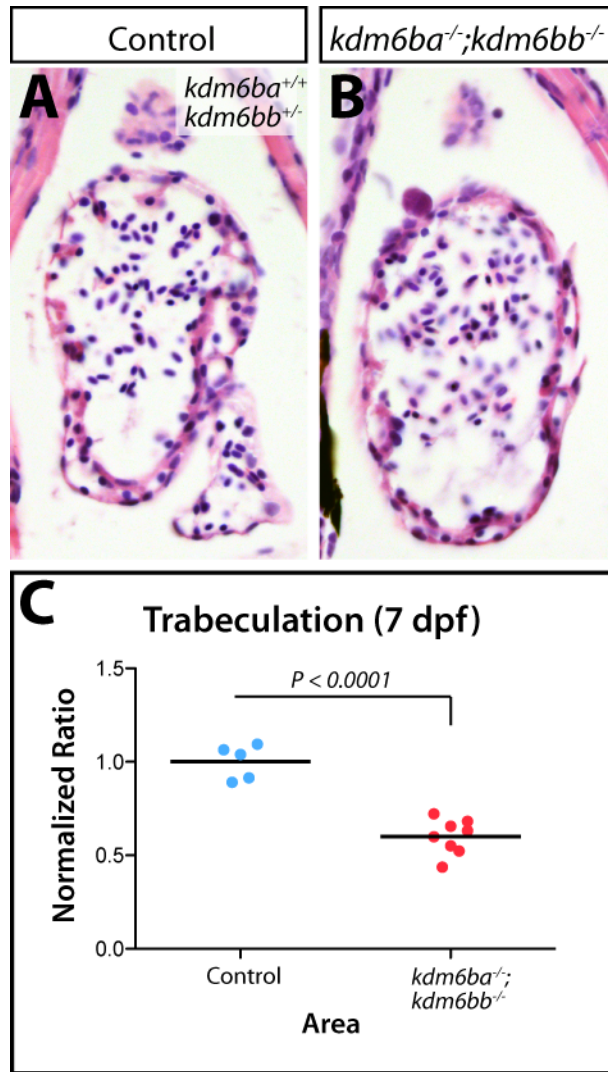 Control
kdm6ba-/-;kdm6bb-/-
A
kdm6ba+/+
kdm6bb+/-
B
C
Trabeculation (7 dpf)
P < 0.0001
Normalized Ratio
1.5
1.0
0.5
0.0
Control
kdm6ba-/-;
kdm6bb-/-
Area